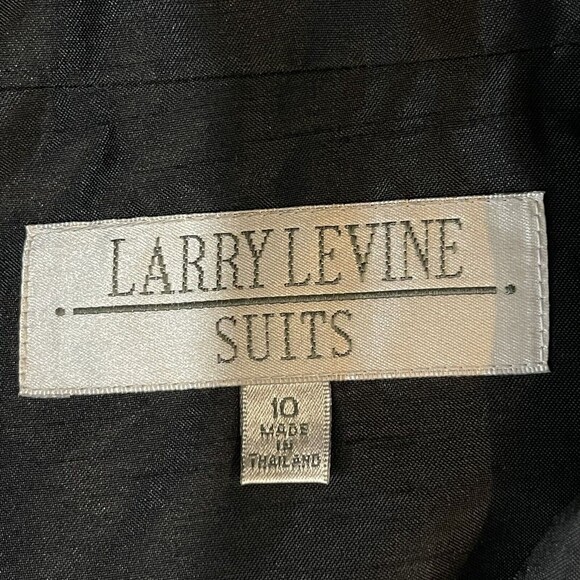 LARRY LEVINE
SUITS
10
MADE
IN
THAILAND